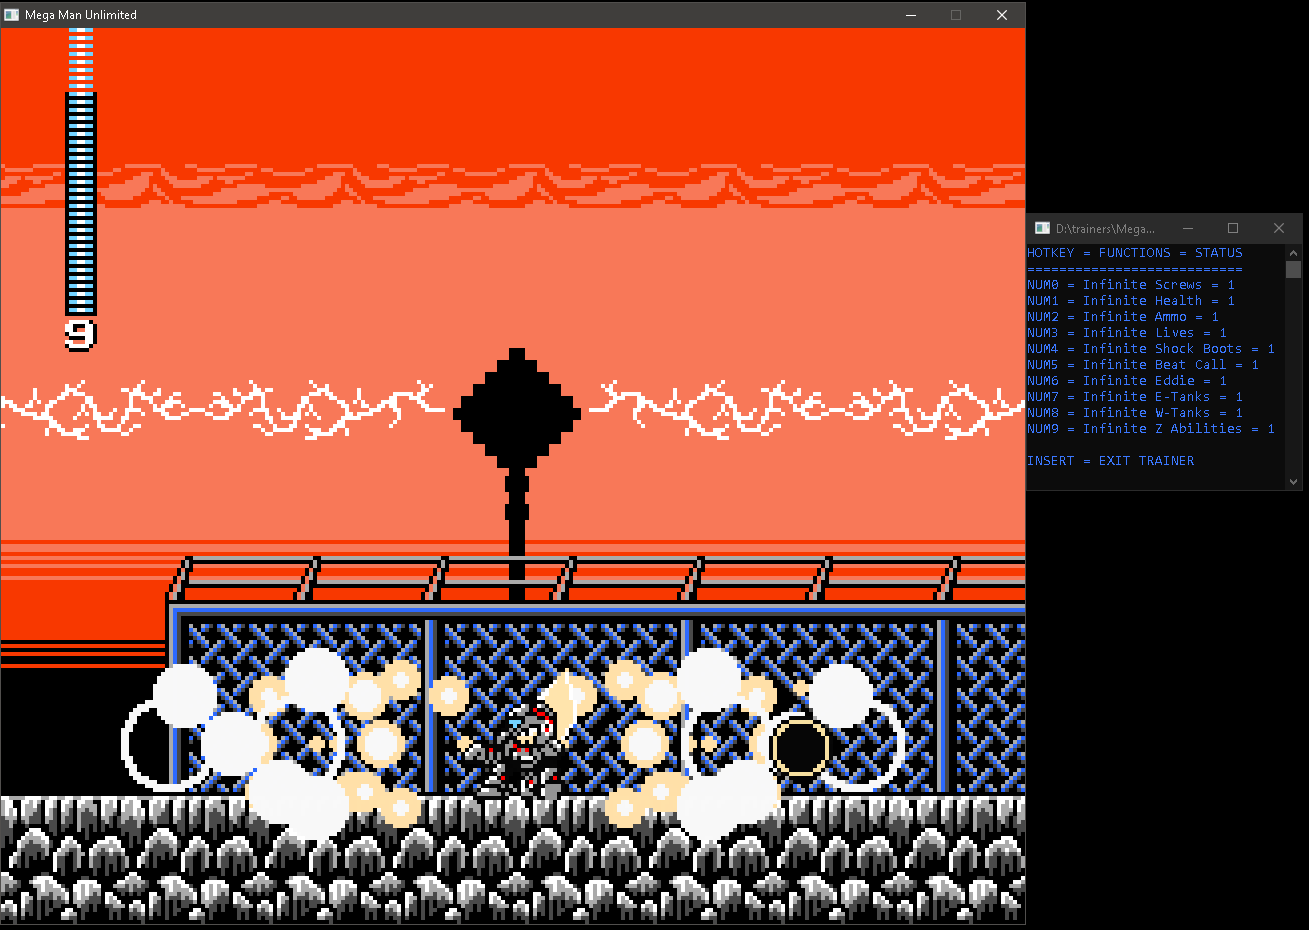 Mega Man Unlimited
9
D:\trainers\Mega...
HOTKEY = FUNCTIONS = STATUS
===========================
NUM0 = Infinite Screws = 1
NUM1 = Infinite Health = 1
NUM2 = Infinite Ammo = 1
NUM3 = Infinite Lives = 1
NUM4 = Infinite Shock Boots = 1
NUM5 = Infinite Beat Call = 1
NUM6 = Infinite Eddie = 1
NUM7 = Infinite E-Tanks = 1
NUM8 = Infinite W-Tanks = 1
NUM9 = Infinite Z Abilities = 1
INSERT = EXIT TRAINER